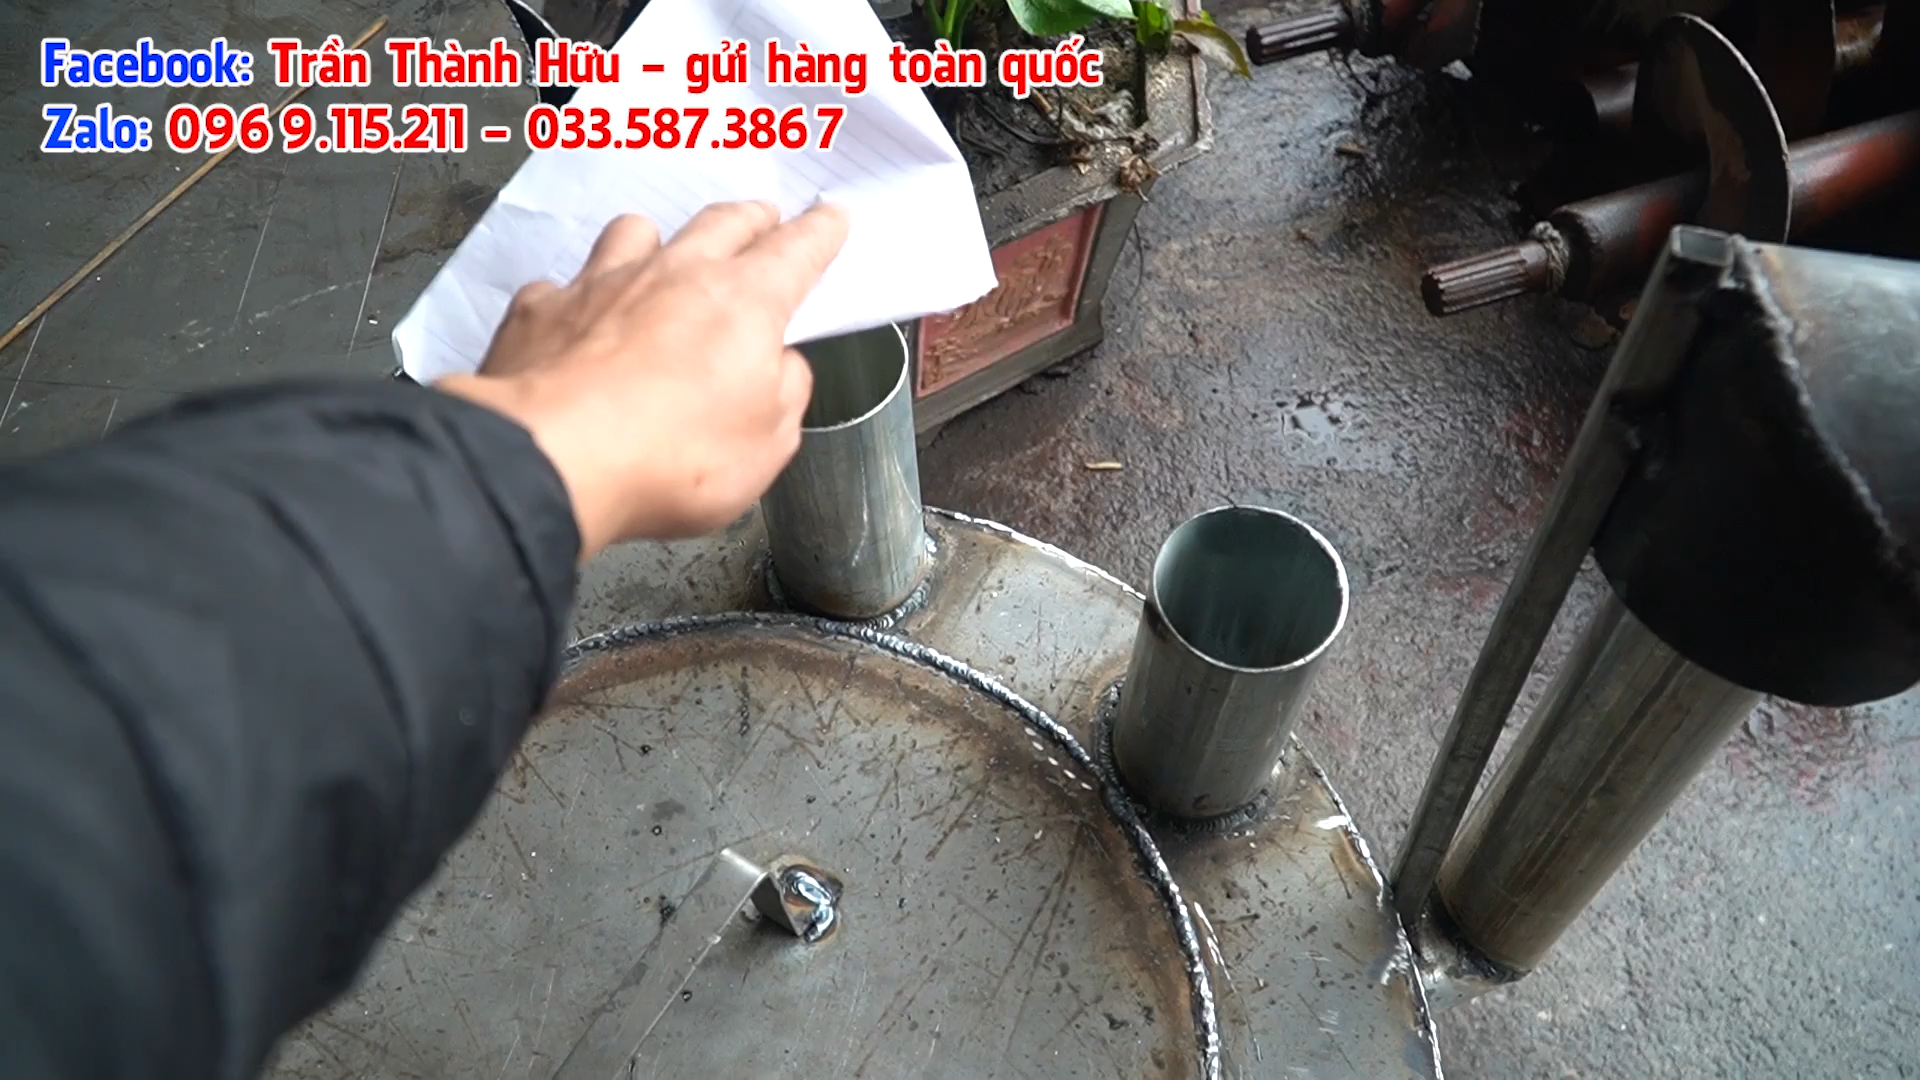 Facebook: Trần Thành Hữu - gửi hàng toàn quốc
Zalo: 0969.115.211 - 033.587.3867